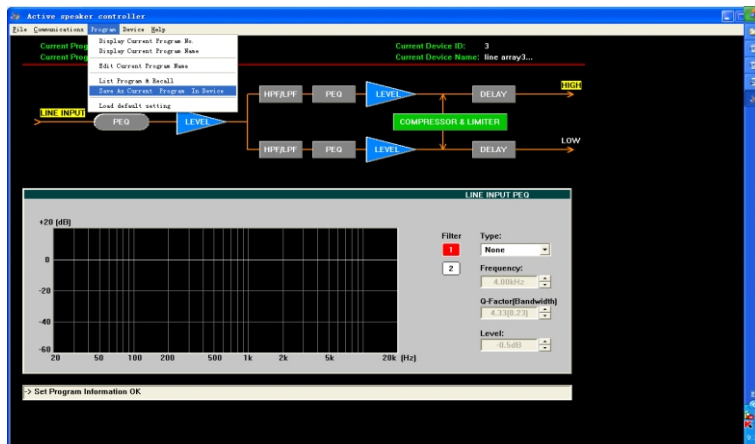 Active speaker controller
File Communications Program Device Help
Current Prog
Current Prog
Display Current Program No.
Display Current Program Name
Edit Current Program Name
List Program & Recall
Save As Current Program In Device
Load default setting
Current Device ID: 3
Current Device Name: line array3...
HPF/LPF PEQ LEVEL DELAY HIGH
LINE INPUT PEQ LEVEL COMPRESSOR & LIMITER
HPF/LPF PEQ LEVEL DELAY LOW
LINE INPUT PEQ
+20 (dB)
0
-20
-40
-60
20 50 100 200 500 1k 2k 5k 20k (Hz)
Filter Type:
1 None
2 Frequency:
4.00kHz
Q-Factor(Bandwidth)
4.33(0.23)
Level:
-0.5dB
-> Set Program Information OK